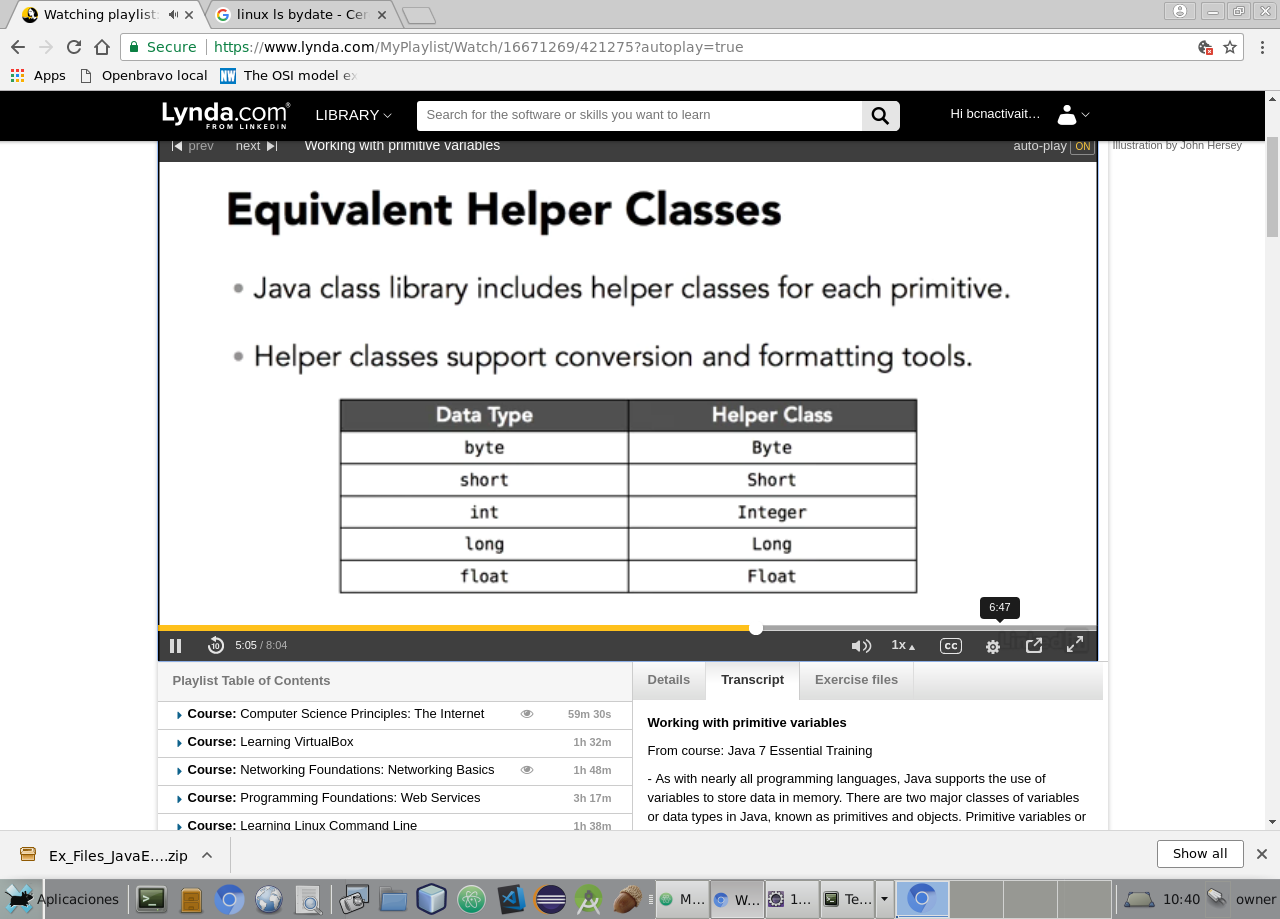 Watching playlist:
linux ls bydate - Cer
Secure
https://www.lynda.com/MyPlaylist/Watch/16671269/421275?autoplay=true
Apps
Openbravo local
NW
The OSI model ex
Lynda.com®
FROM LINKEDIN
LIBRARY
Search for the software or skills you want to learn
Hi bcnactivait…
prev
next
Working with primitive variables
auto-play
ON
Illustration by John Hersey
Equivalent Helper Classes
• Java class library includes helper classes for each primitive.
• Helper classes support conversion and formatting tools.
Data Type Helper Class
byte Byte
short Short
int Integer
long Long
float Float
6:47
10
5:05 / 8:04
1x
cc
Playlist Table of Contents
Course: Computer Science Principles: The Internet 59m 30s
Course: Learning VirtualBox 1h 32m
Course: Networking Foundations: Networking Basics 1h 48m
Course: Programming Foundations: Web Services 3h 17m
Course: Learning Linux Command Line 1h 38m
Details
Transcript
Exercise files
Working with primitive variables
From course: Java 7 Essential Training
- As with nearly all programming languages, Java supports the use of
variables to store data in memory. There are two major classes of variables
or data types in Java, known as primitives and objects. Primitive variables or
Ex_Files_JavaE….zip
Show all
Aplicaciones
M...
W...
1...
Te...
10:40
owner